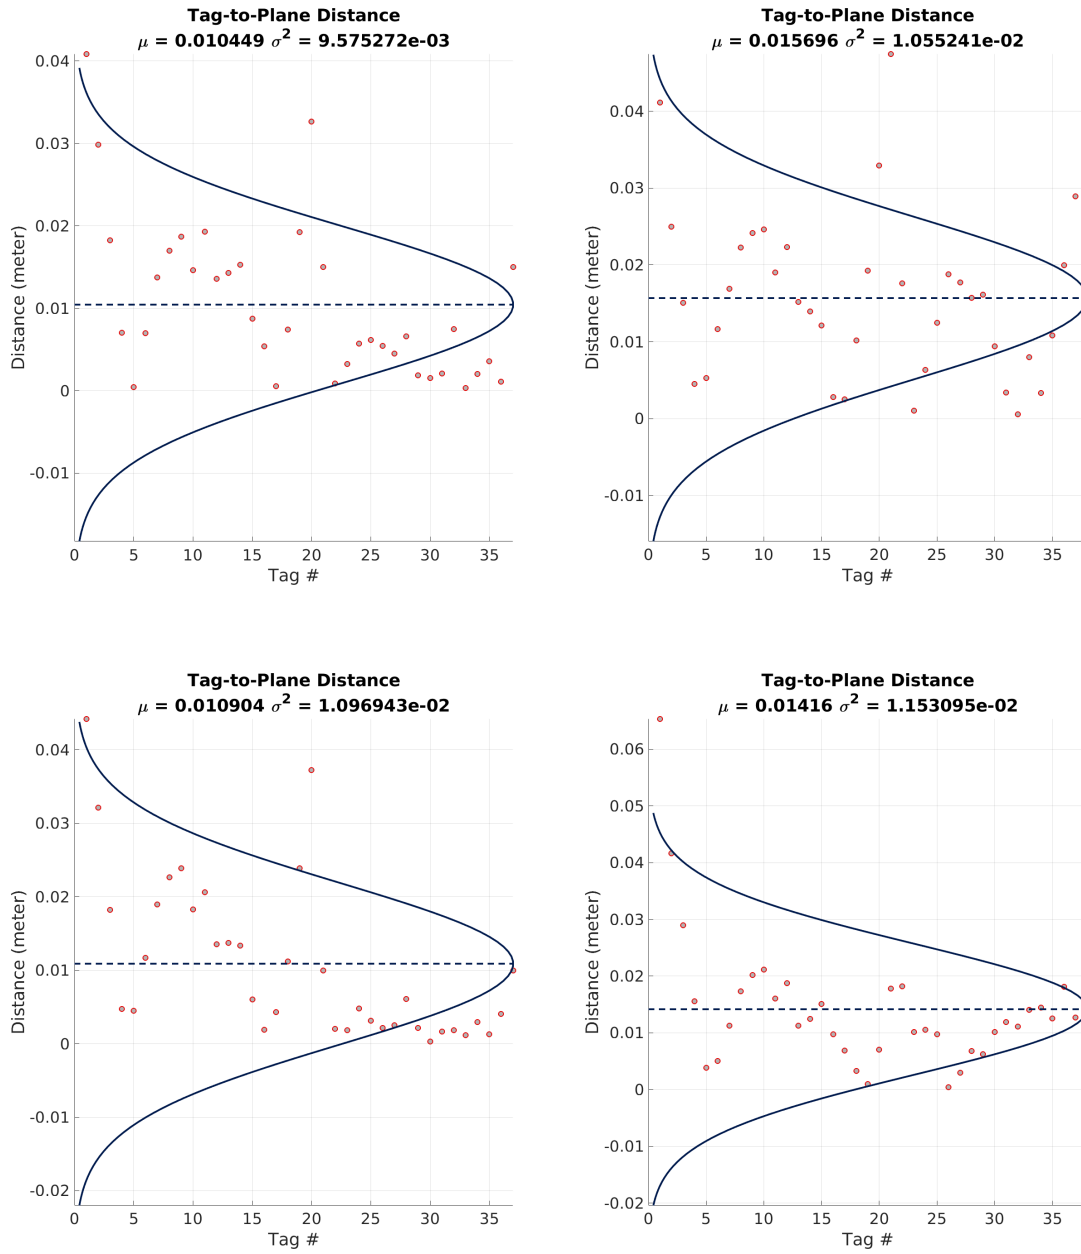 Tag-to-Plane Distance
μ = 0.010449 σ² = 9.575272e-03
0.04
0.03
0.02
0.01
0
-0.01
Distance (meter)
0 5 10 15 20 25 30 35
Tag #
Tag-to-Plane Distance
μ = 0.015696 σ² = 1.055241e-02
0.04
0.03
0.02
0.01
0
-0.01
Distance (meter)
0 5 10 15 20 25 30 35
Tag #
Tag-to-Plane Distance
μ = 0.010904 σ² = 1.096943e-02
0.04
0.03
0.02
0.01
0
-0.01
-0.02
Distance (meter)
0 5 10 15 20 25 30 35
Tag #
Tag-to-Plane Distance
μ = 0.01416 σ² = 1.153095e-02
0.06
0.05
0.04
0.03
0.02
0.01
0
-0.01
-0.02
Distance (meter)
0 5 10 15 20 25 30 35
Tag #